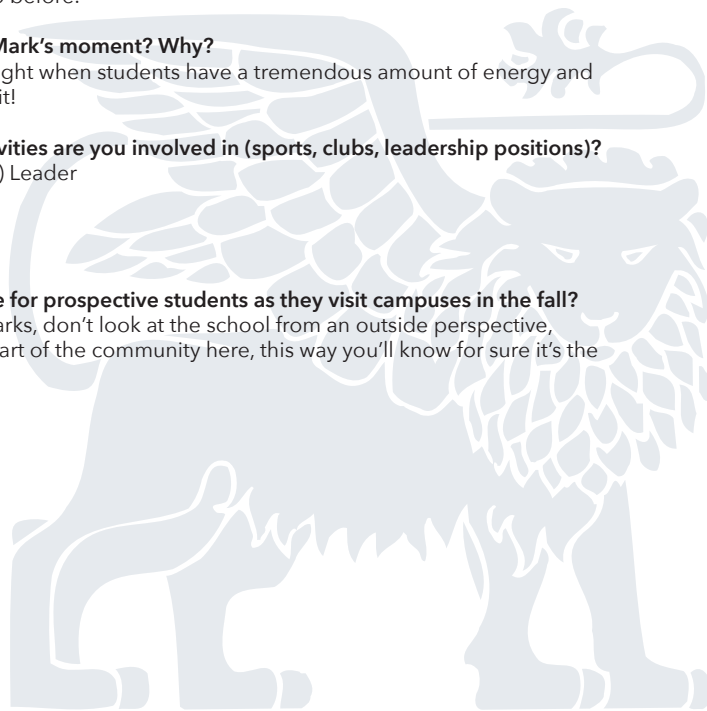 before!
Mark's moment? Why?
ght when students have a tremendous amount of energy and
it!
vities are you involved in (sports, clubs, leadership positions)?
) Leader
e for prospective students as they visit campuses in the fall?
arks, don't look at the school from an outside perspective,
art of the community here, this way you'll know for sure it's the